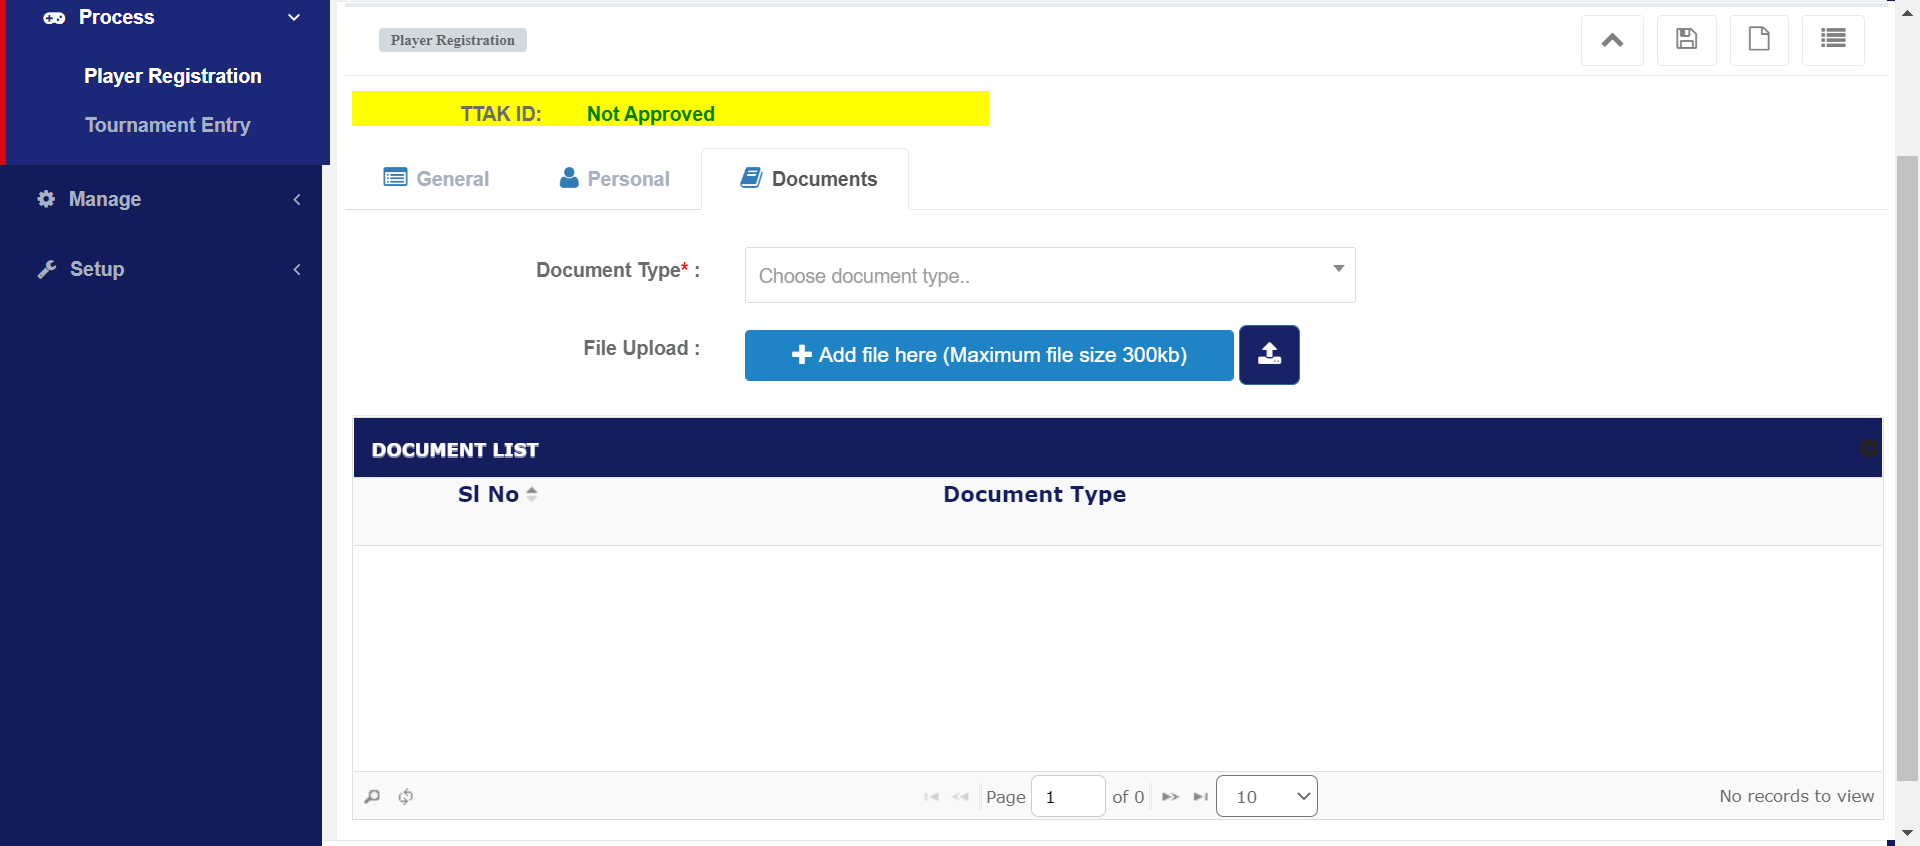 Process
Player Registration
Tournament Entry
Manage
Setup
Player Registration
TTAK ID: Not Approved
General Personal Documents
Document Type* : Choose document type..
File Upload : Add file here (Maximum file size 300kb)
DOCUMENT LIST
Sl No Document Type
Page 1 of 0 10 No records to view